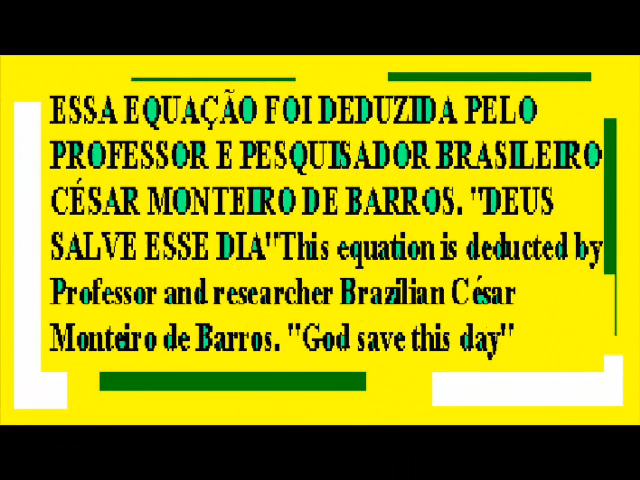 ESSA EQUAÇÃO FOI DEDUZIDA PELO
PROFESSOR E PESQUISADOR BRASILEIRO
CÉSAR MONTEIRO DE BARROS. "DEUS
SALVE ESSE DIA"This equation is deducted by
Professor and researcher Brazilian César
Monteiro de Barros. "God save this day"